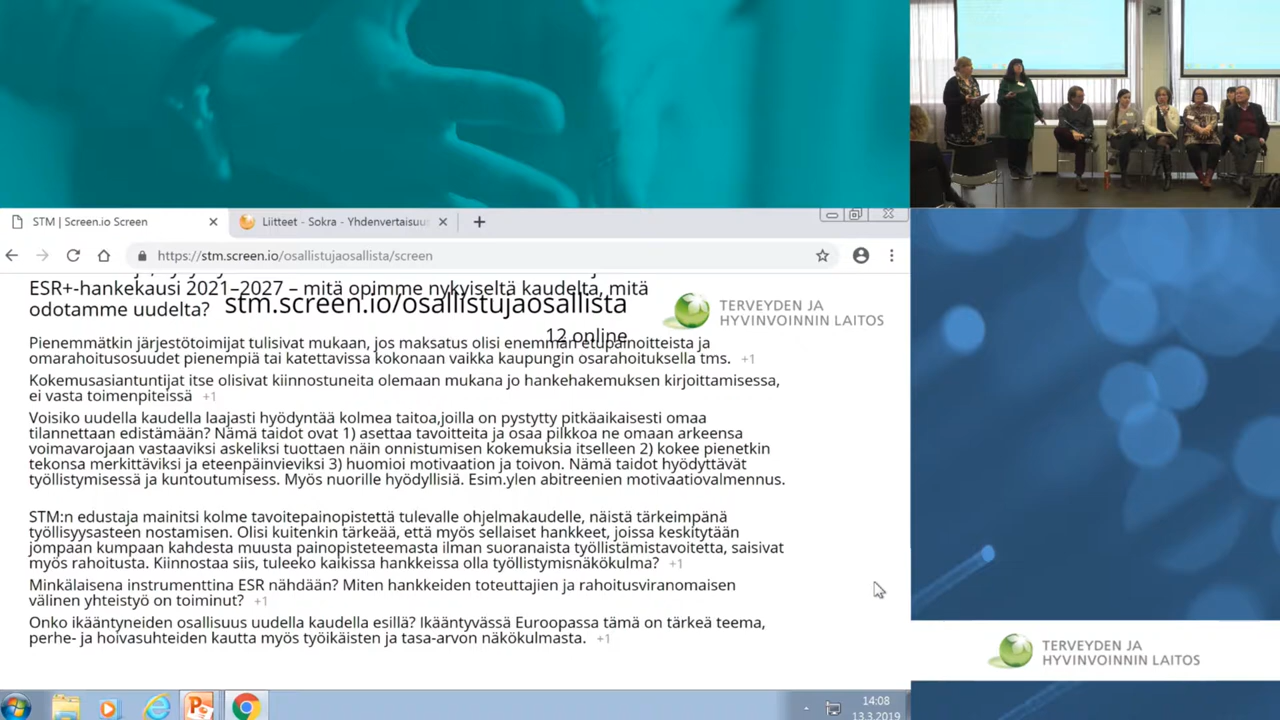 STM | Screen.io Screen
Liitteet - Sokra - Yhdenvertaisuu
https://stm.screen.io/osallistujaosallista/screen
ESR+-hankekausi 2021–2027 – mitä opimme nykyiseltä kaudelta, mitä
odotamme uudelta?
stm.screen.io/osallistujaosallista
12 online
TERVEYDEN JA
HYVINVOINNIN LAITOS
Pienemmätkin järjestötoimijat tulisivat mukaan, jos maksatus olisi enemmän etupainotteista ja
omarahoitusosuudet pienempiä tai katettavissa kokonaan vaikka kaupungin osarahoituksella tms. +1
Kokemusasiantuntijat itse olisivat kiinnostuneita olemaan mukana jo hankehakemuksen kirjoittamisessa,
ei vasta toimenpiteissä +1
Voisiko uudella kaudella laajasti hyödyntää kolmea taitoa,joilla on pystytty pitkäaikaisesti omaa
tilannettaan edistämään? Nämä taidot ovat 1) asettaa tavoitteita ja osaa pilkkoa ne omaan arkeensa
voimavarojaan vastaaviksi askeliksi tuottaen näin onnistumisen kokemuksia itselleen 2) kokee pienetkin
tekonsa merkittäviksi ja eteenpäinvieviksi 3) huomioi motivaation ja toivon. Nämä taidot hyödyttävät
työllistymisessä ja kuntoutumisess. Myös nuorille hyödyllisiä. Esim.ylen abitreenien motivaatiovalmennus.
STM:n edustaja mainitsi kolme tavoitepainopistettä tulevalle ohjelmakaudelle, näistä tärkeimpänä
työllisyysasteen nostamisen. Olisi kuitenkin tärkeää, että myös sellaiset hankkeet, joissa keskitytään
jompaan kumpaan kahdesta muusta painopisteteemasta ilman suoranaista työllistämistavoitetta, saisivat
myös rahoitusta. Kiinnostaa siis, tuleeko kaikissa hankkeissa olla työllistymisnäkökulma? +1
Minkälaisena instrumenttina ESR nähdään? Miten hankkeiden toteuttajien ja rahoitusviranomaisen
välinen yhteistyö on toiminut? +1
Onko ikääntyneiden osallisuus uudella kaudella esillä? Ikääntyvässä Euroopassa tämä on tärkeä teema,
perhe- ja hoivasuhteiden kautta myös työikäisten ja tasa-arvon näkökulmasta. +1
TERVEYDEN JA
HYVINVOINNIN LAITOS
14:08
13.3.2019